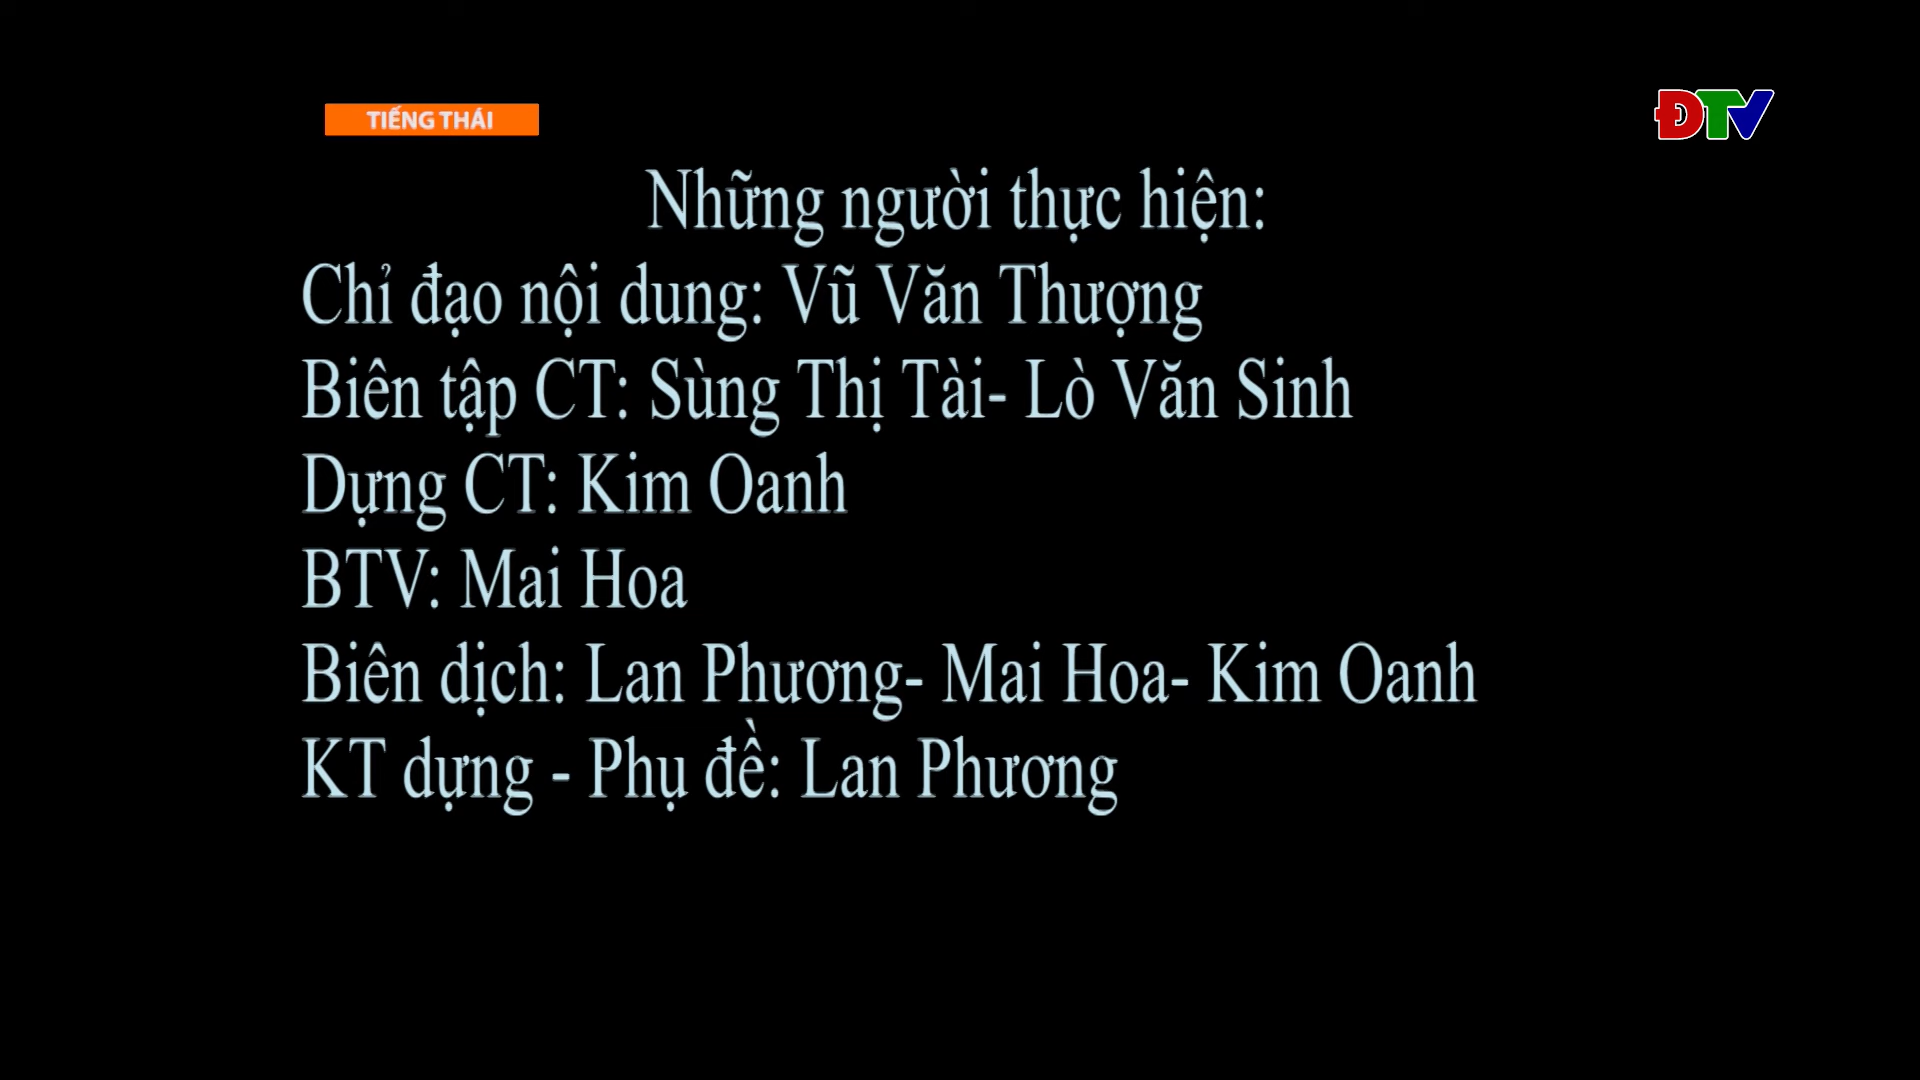 TIẾNG THÁI
ĐTV
Những người thực hiện:
Chỉ đạo nội dung: Vũ Văn Thượng
Biên tập CT: Sùng Thị Tài- Lò Văn Sinh
Dựng CT: Kim Oanh
BTV: Mai Hoa
Biên dịch: Lan Phương- Mai Hoa- Kim Oanh
KT dựng - Phụ đề: Lan Phương